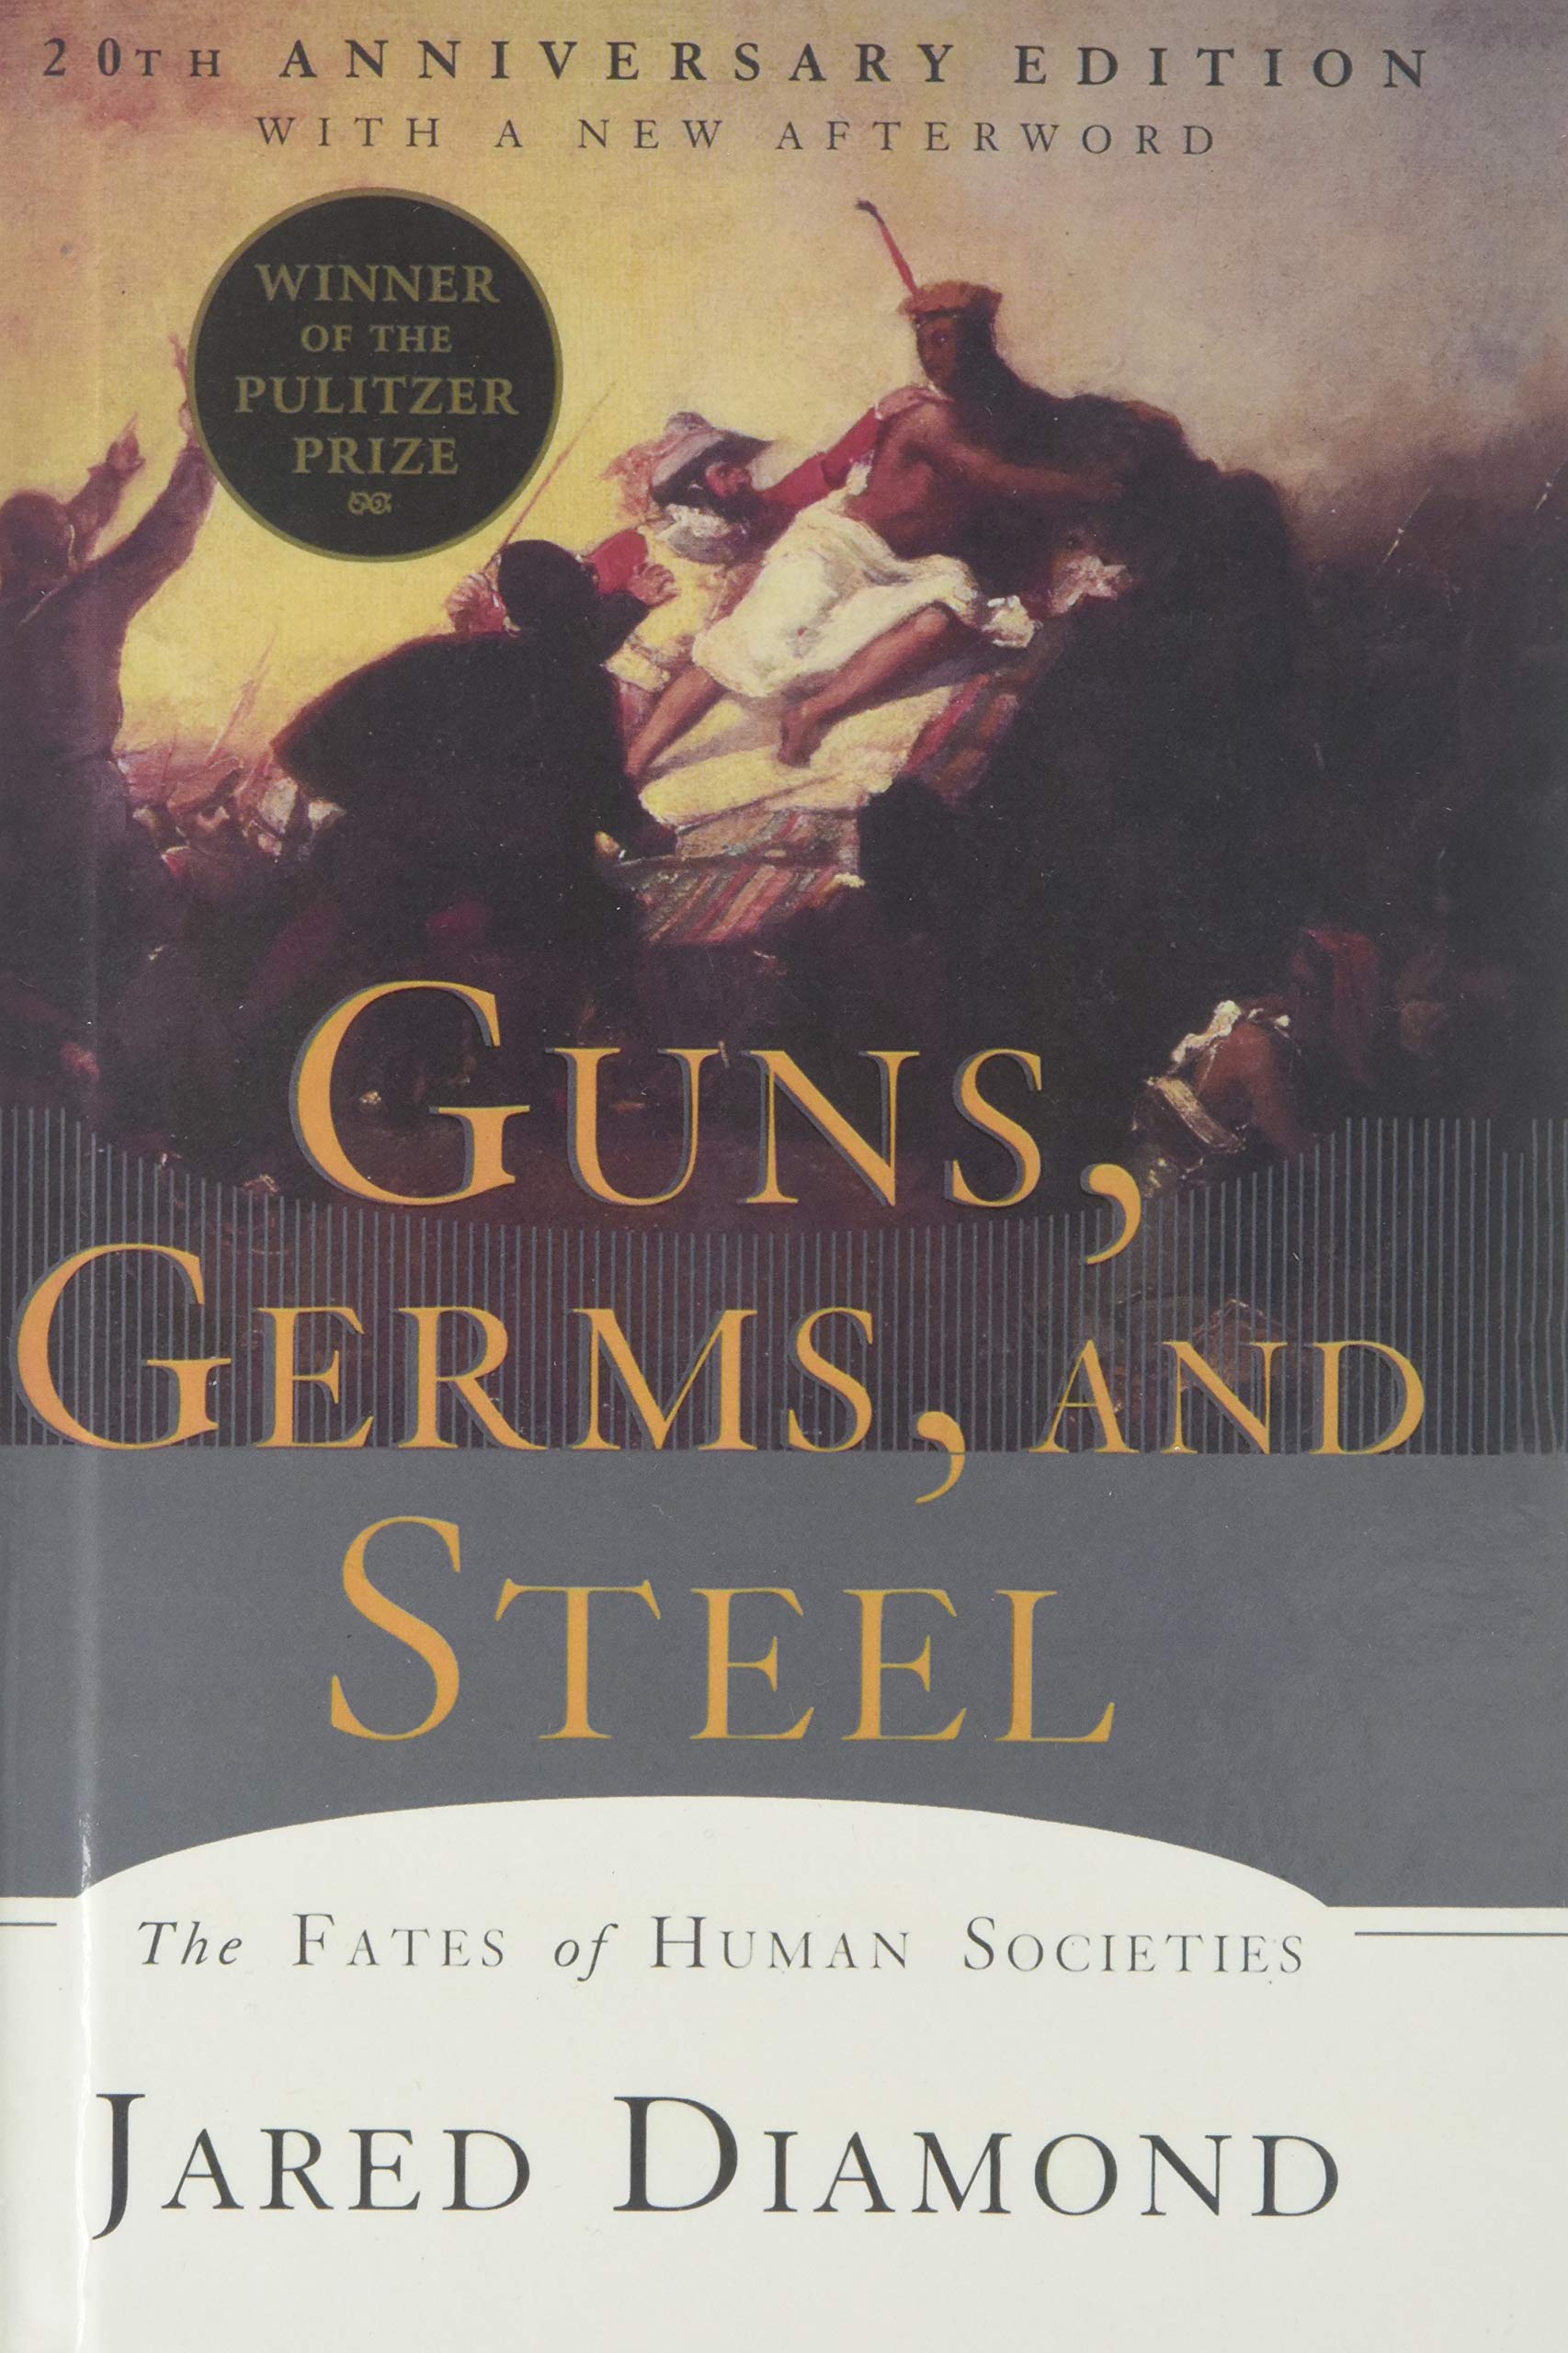 20TH ANNIVERSARY EDITION
WITH A NEW AFTERWORD
WINNER
OF THE
PULITZER
PRIZE
GUNS,
GERMS, AND
STEEL
The FATES of HUMAN SOCIETIES
JARED DIAMOND